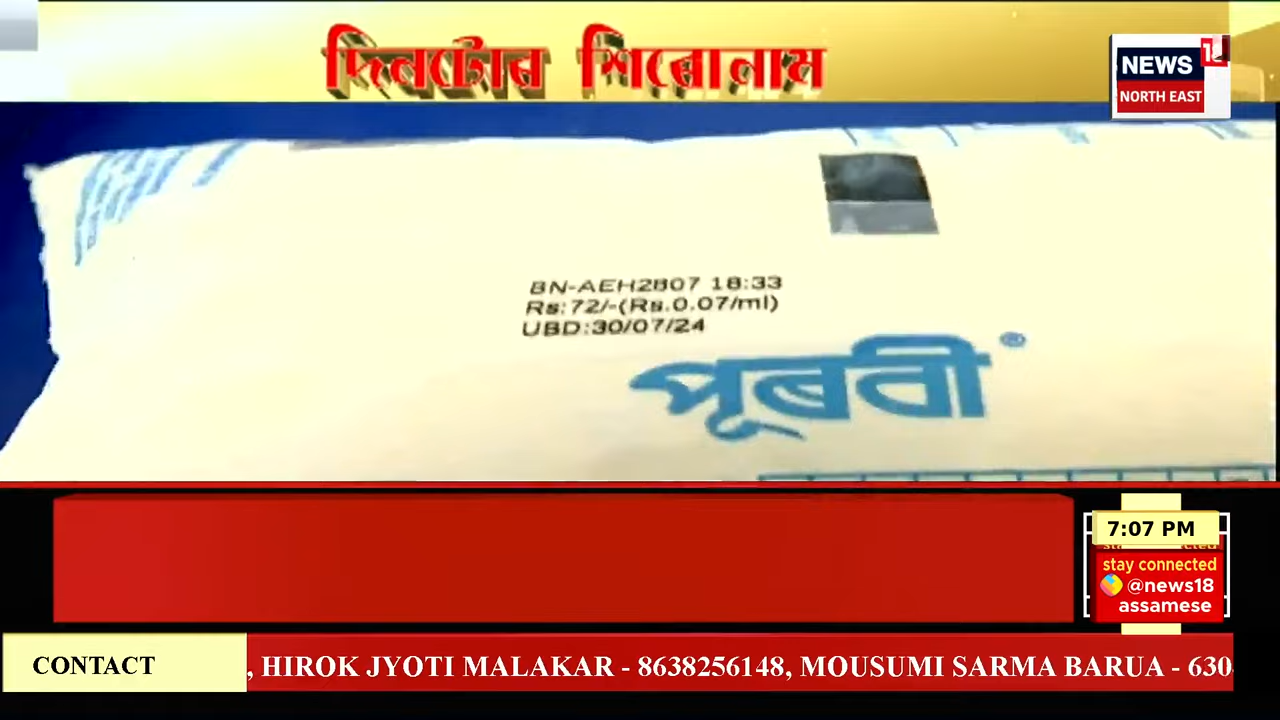 দিনটোৰ শিৰোনাম
NEWS 18
NORTH EAST
BN-AEH2807 18:33
Rs:72/-(Rs.0.07/ml)
UBD:30/07/24
পূৰবী ®
7:07 PM
stay connected
@news18
assamese
CONTACT
, HIROK JYOTI MALAKAR - 8638256148, MOUSUMI SARMA BARUA - 630